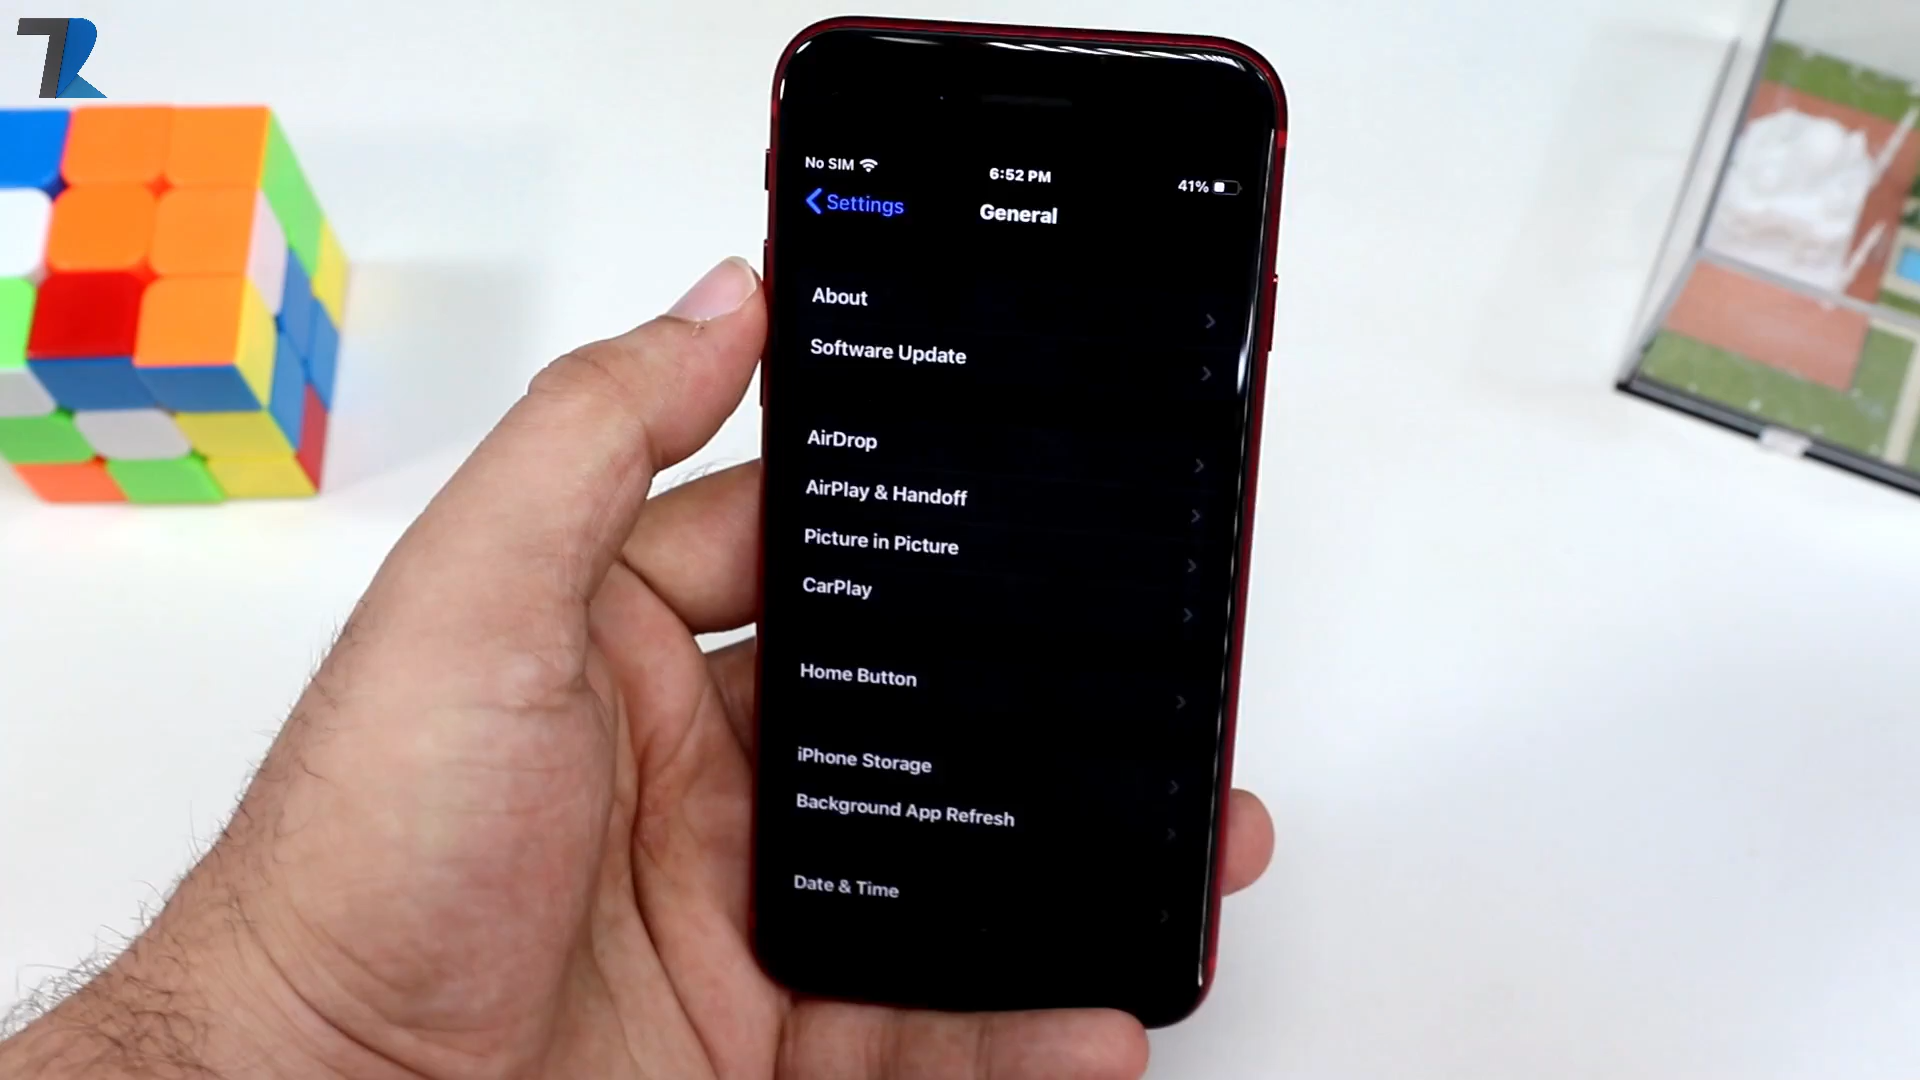 7R
No SIM
6:52 PM
41%
Settings
General
About
Software Update
AirDrop
AirPlay & Handoff
Picture in Picture
CarPlay
Home Button
iPhone Storage
Background App Refresh
Date & Time